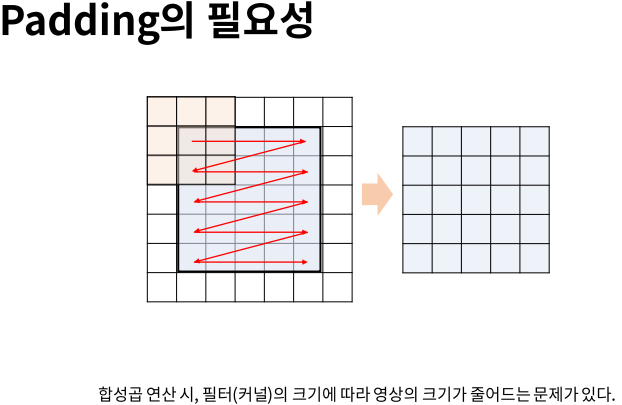 Padding의 필요성
합성곱 연산 시, 필터(커널)의 크기에 따라 영상의 크기가 줄어드는 문제가 있다.